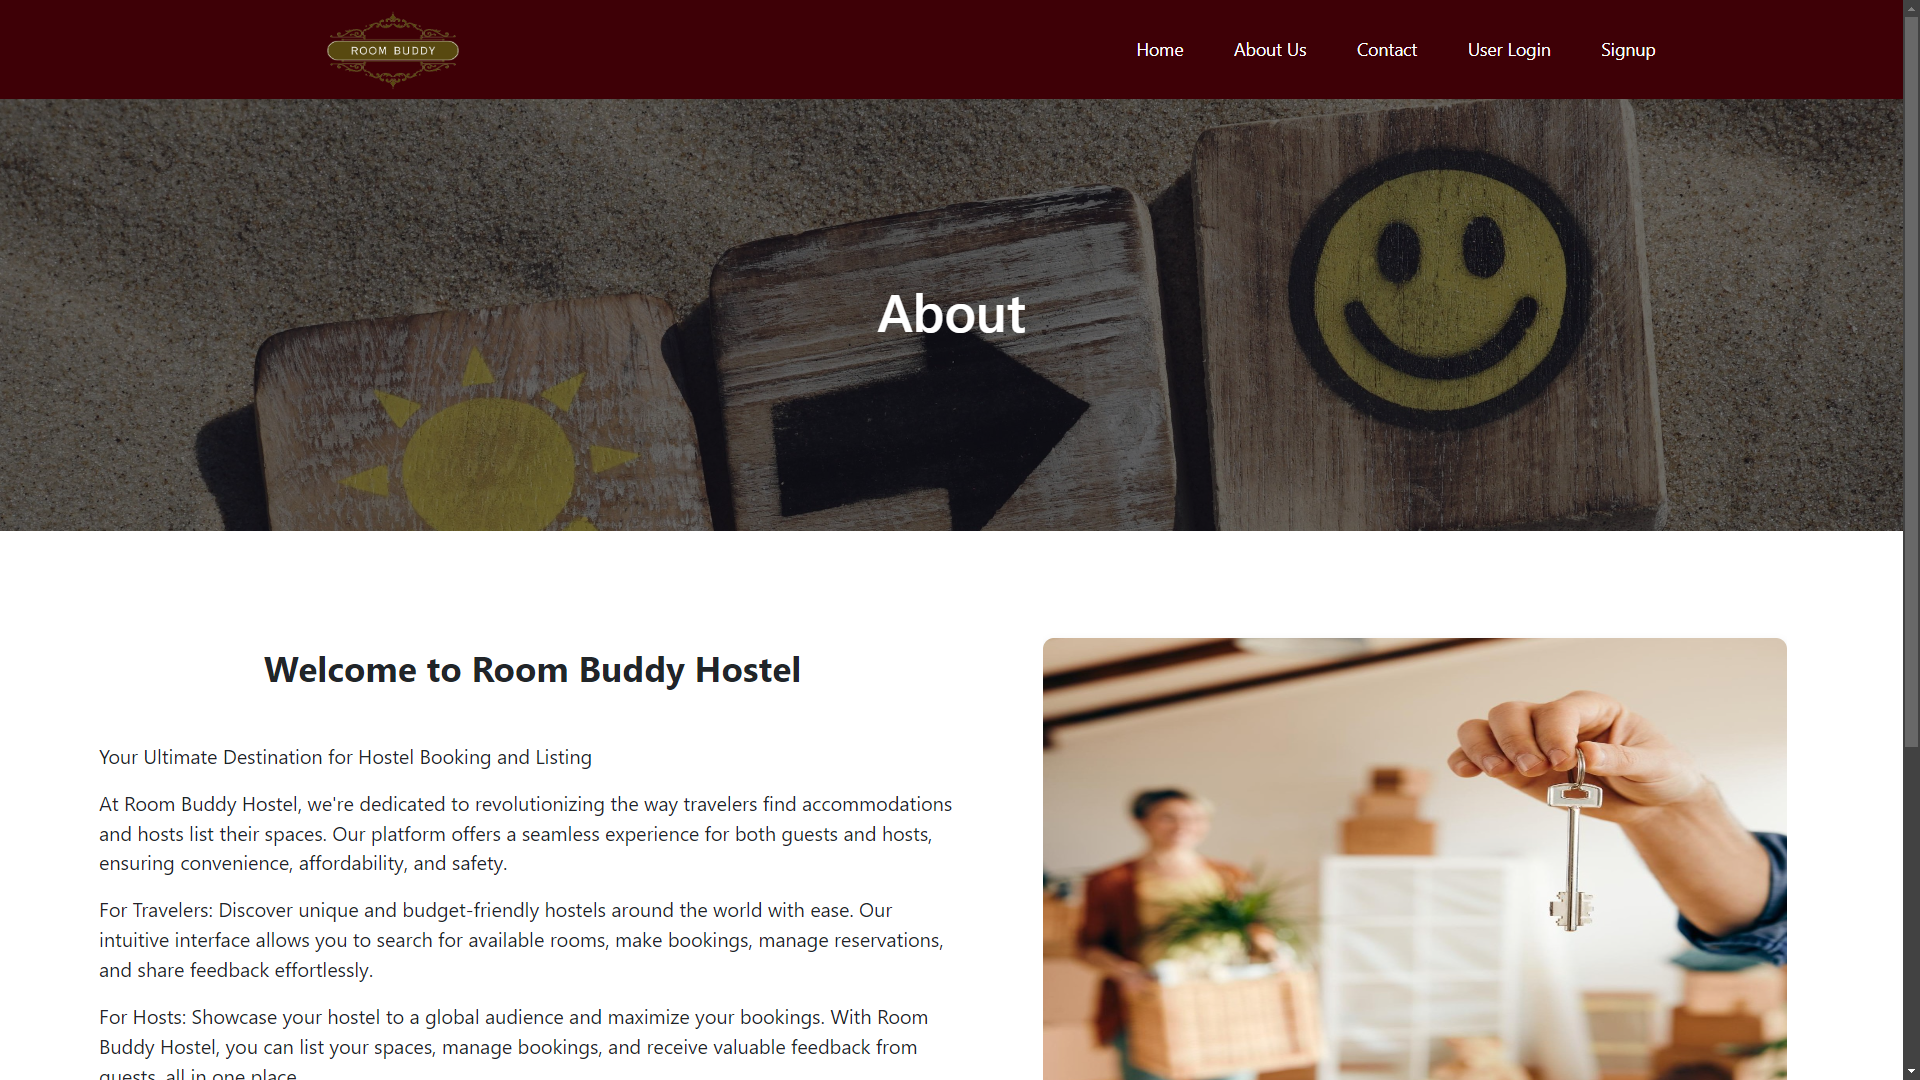 ROOM BUDDY
Home About Us Contact User Login Signup
About
Welcome to Room Buddy Hostel
Your Ultimate Destination for Hostel Booking and Listing
At Room Buddy Hostel, we're dedicated to revolutionizing the way travelers find accommodations
and hosts list their spaces. Our platform offers a seamless experience for both guests and hosts,
ensuring convenience, affordability, and safety.
For Travelers: Discover unique and budget-friendly hostels around the world with ease. Our
intuitive interface allows you to search for available rooms, make bookings, manage reservations,
and share feedback effortlessly.
For Hosts: Showcase your hostel to a global audience and maximize your bookings. With Room
Buddy Hostel, you can list your spaces, manage bookings, and receive valuable feedback from
guests, all in one place.